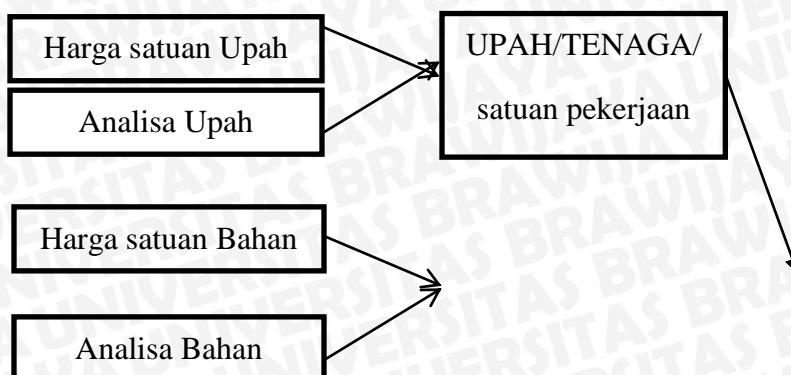 Harga satuan Upah
Analisa Upah
UPAH/TENAGA/
satuan pekerjaan
Harga satuan Bahan
Analisa Bahan